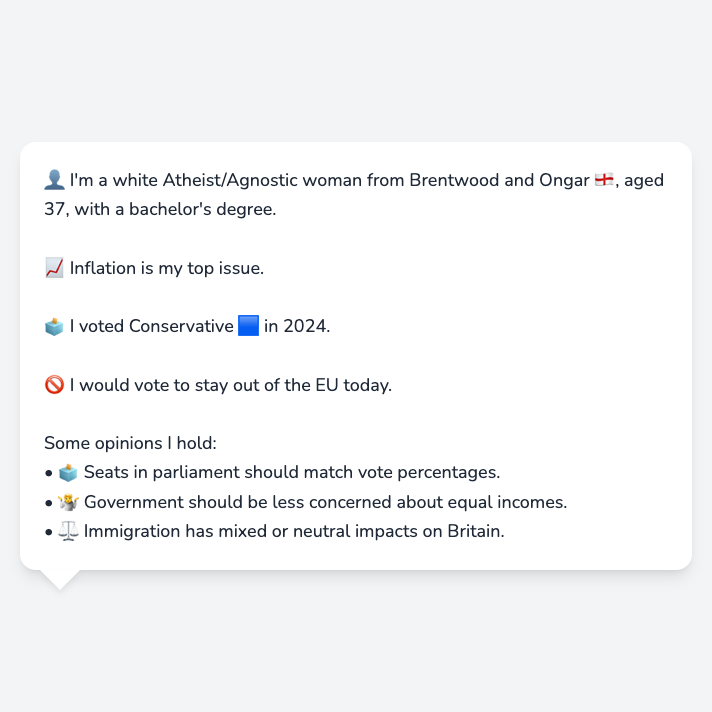 👤 I'm a white Atheist/Agnostic woman from Brentwood and Ongar 🏴󠁧󠁢󠁥󠁮󠁧󠁿, aged
37, with a bachelor's degree.
📈 Inflation is my top issue.
🗳️ I voted Conservative 🟦 in 2024.
🚫 I would vote to stay out of the EU today.
Some opinions I hold:
• 🗳️ Seats in parliament should match vote percentages.
• 🤷 Government should be less concerned about equal incomes.
• ⚖️ Immigration has mixed or neutral impacts on Britain.